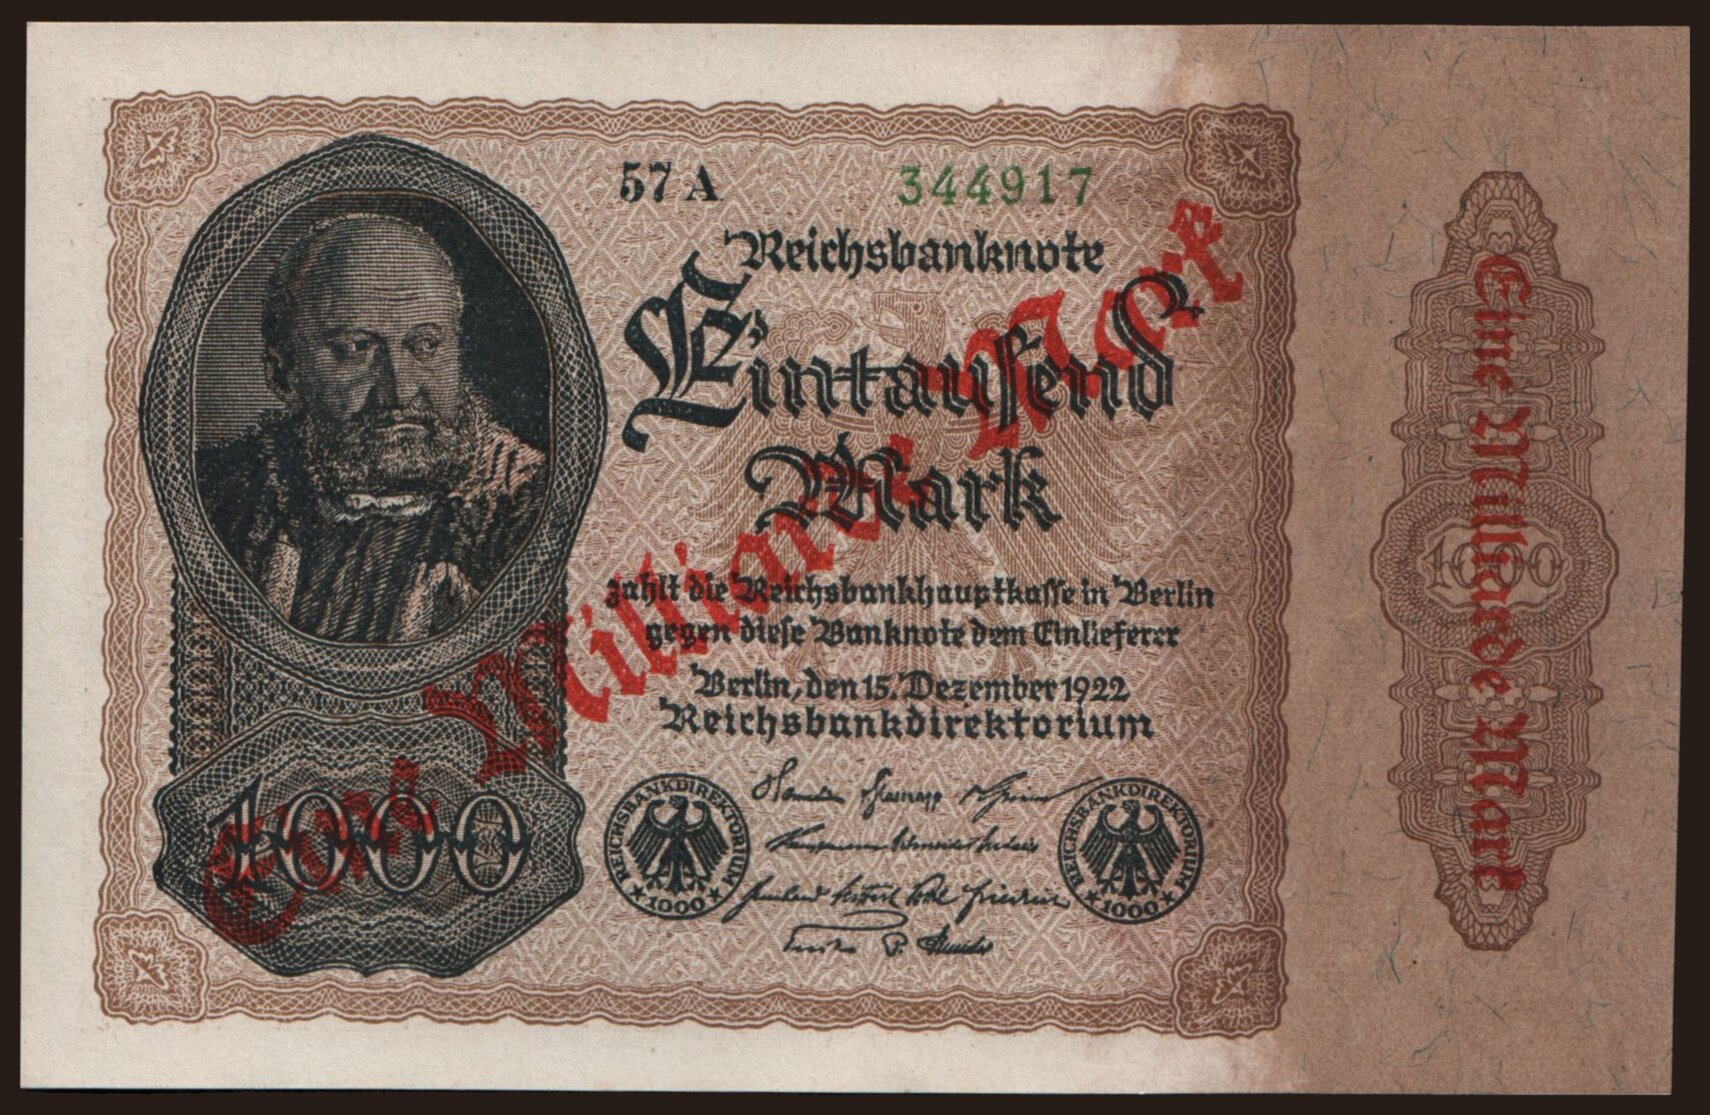 57 A 344917
Reichsbanknote
Eintausend
Mark
zahlt die Reichsbankhauptkasse in Berlin
gegen diese Banknote dem Einlieferer
Berlin, den 15. Dezember 1922
Reichsbankdirektorium
1000
REICHSBANKDIREKTORIUM
*1000*
REICHSBANKDIREKTORIUM
*1000*
Eine Milliarde Mark
1000
Eine Milliarde Mark